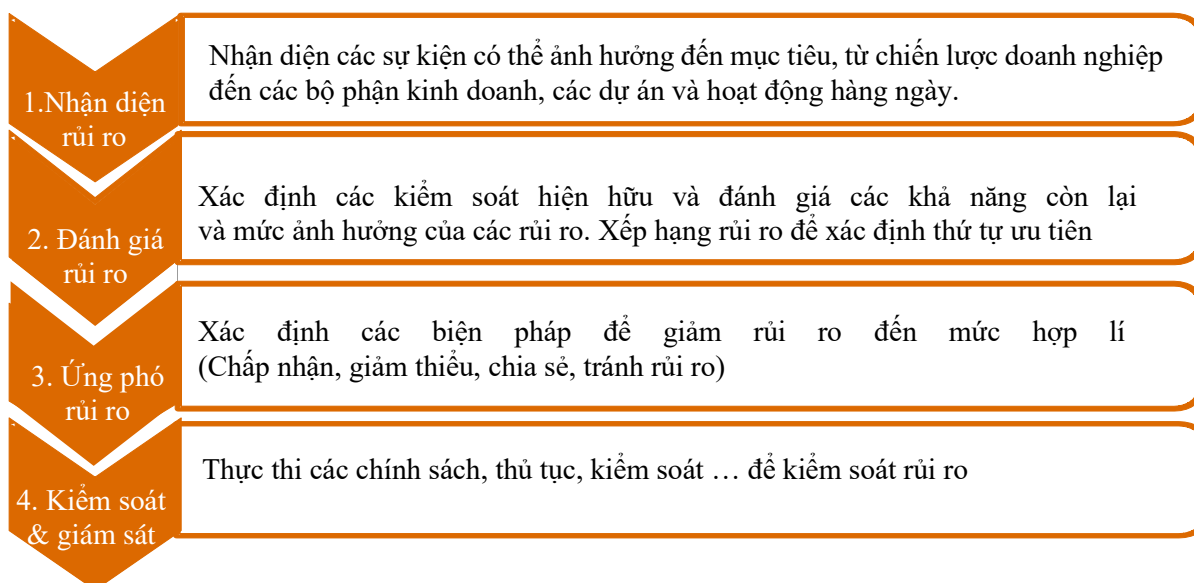 1.Nhận diện
rủi ro
Nhận diện các sự kiện có thể ảnh hưởng đến mục tiêu, từ chiến lược doanh nghiệp
đến các bộ phận kinh doanh, các dự án và hoạt động hàng ngày.
2. Đánh giá
rủi ro
Xác định các kiểm soát hiện hữu và đánh giá các khả năng còn lại
và mức ảnh hưởng của các rủi ro. Xếp hạng rủi ro để xác định thứ tự ưu tiên
3. Ứng phó
rủi ro
Xác định các biện pháp để giảm rủi ro đến mức hợp lí
(Chấp nhận, giảm thiểu, chia sẻ, tránh rủi ro)
4. Kiểm soát
& giám sát
Thực thi các chính sách, thủ tục, kiểm soát … để kiểm soát rủi ro